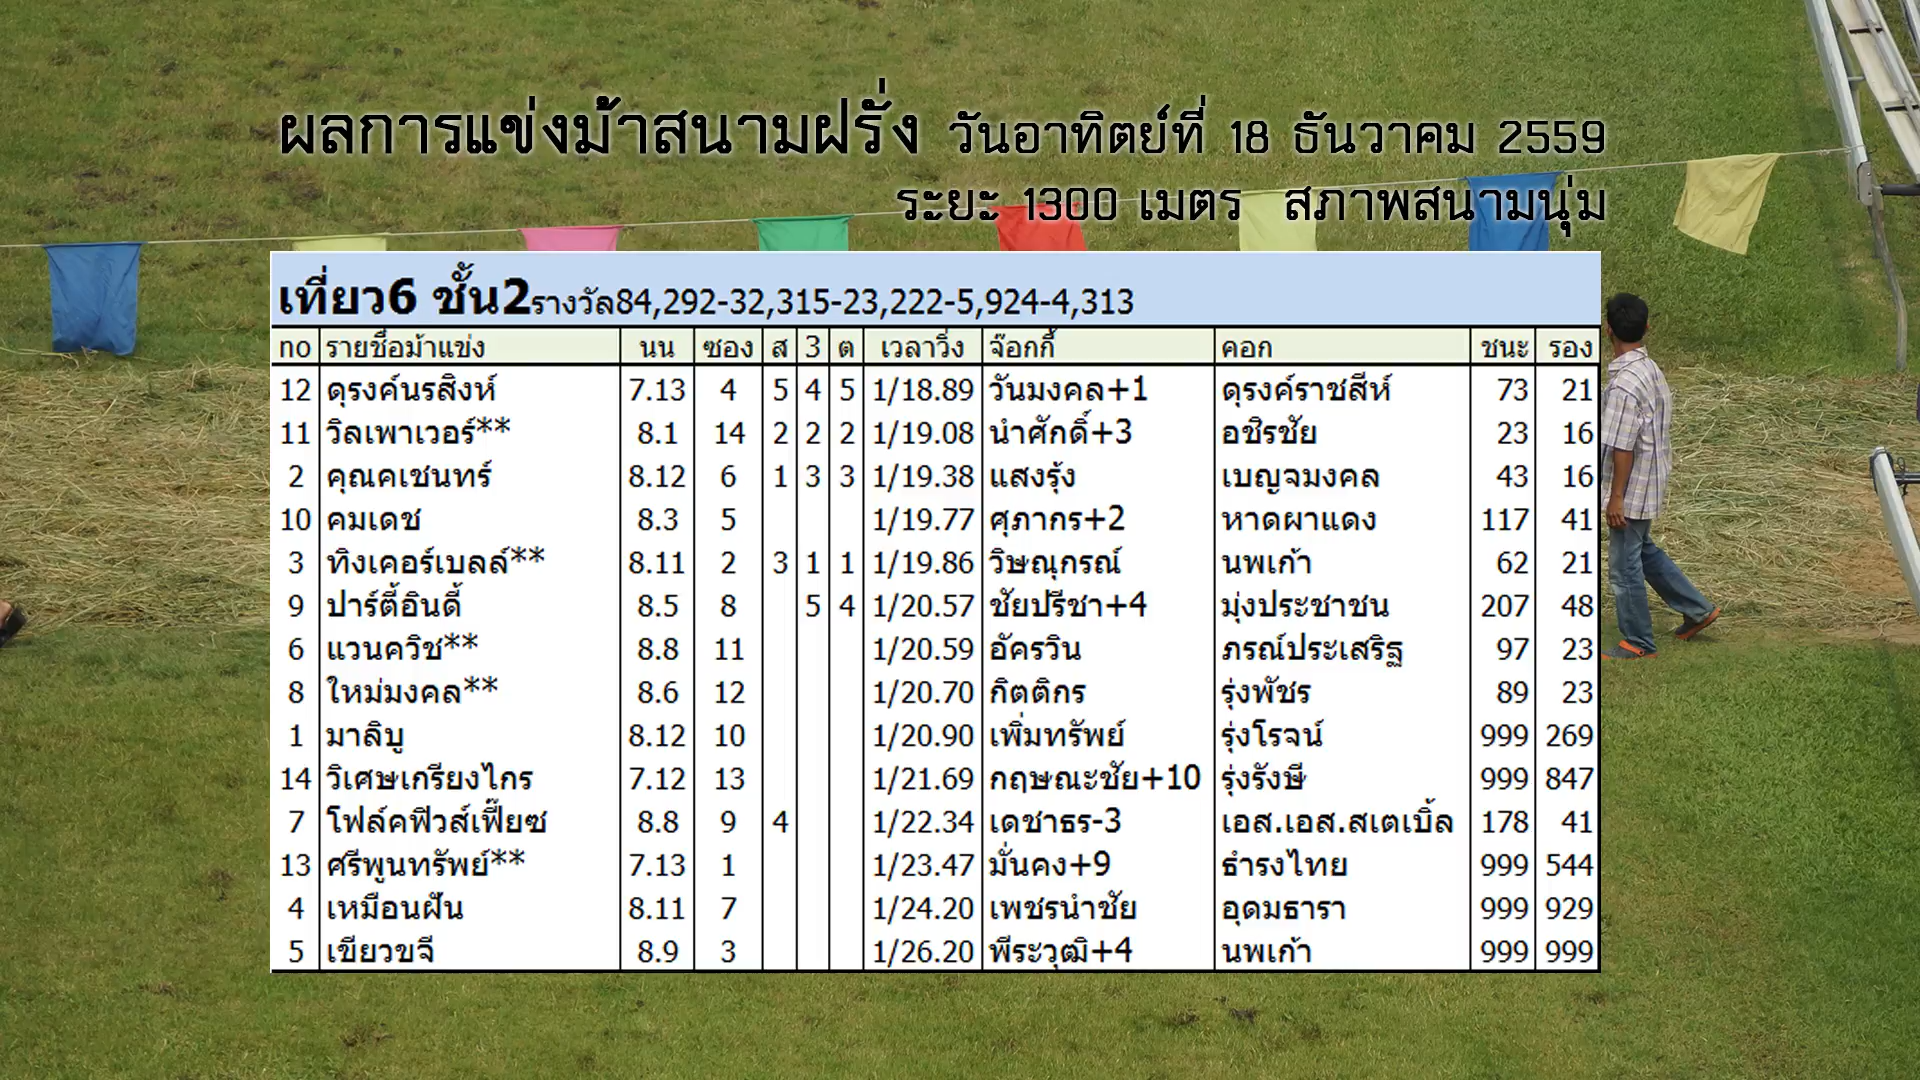 ผลการแข่งม้าสนามฝรั่ง วันอาทิตย์ที่ 18 ธันวาคม 2559
ระยะ 1300 เมตร สภาพสนามนุ่ม
เที่ยว6 ชั้น2รางวัล84,292-32,315-23,222-5,924-4,313
no รายชื่อม้าแข่ง นน ซอง ส 3 ต เวลาวิ่ง จ๊อกกี้ คอก ชนะ รอง
12 ดุรงค์นรสิงห์ 7.13 4 5 4 5 1/18.89 วันมงคล+1 ดุรงค์ราชสีห์ 73 21
11 วิลเพาเวอร์** 8.1 14 2 2 2 1/19.08 นำศักดิ์+3 อชิรชัย 23 16
2 คุณคเชนทร์ 8.12 6 1 3 3 1/19.38 แสงรุ้ง เบญจมงคล 43 16
10 คมเดช 8.3 5 1/19.77 ศุภากร+2 หาดผาแดง 117 41
3 ทิงเคอร์เบลล์** 8.11 2 3 1 1 1/19.86 วิษณุกรณ์ นพเก้า 62 21
9 ปาร์ตี้อินดี้ 8.5 8 5 4 1/20.57 ชัยปรีชา+4 มุ่งประชาชน 207 48
6 แวนควิช** 8.8 11 1/20.59 อัครวิน ภรณ์ประเสริฐ 97 23
8 ใหม่มงคล** 8.6 12 1/20.70 กิตติกร รุ่งพัชร 89 23
1 มาลิบู 8.12 10 1/20.90 เพิ่มทรัพย์ รุ่งโรจน์ 999 269
14 วิเศษเกรียงไกร 7.12 13 1/21.69 กฤษณะชัย+10 รุ่งรังษี 999 847
7 โฟล์คฟิวส์เฟี๊ยซ 8.8 9 4 1/22.34 เดชาธร-3 เอส.เอส.สเตเบิ้ล 178 41
13 ศรีพูนทรัพย์** 7.13 1 1/23.47 มั่นคง+9 ธำรงไทย 999 544
4 เหมือนฝัน 8.11 7 1/24.20 เพชรนำชัย อุดมธารา 999 929
5 เขียวขจี 8.9 3 1/26.20 พีระวุฒิ+4 นพเก้า 999 999